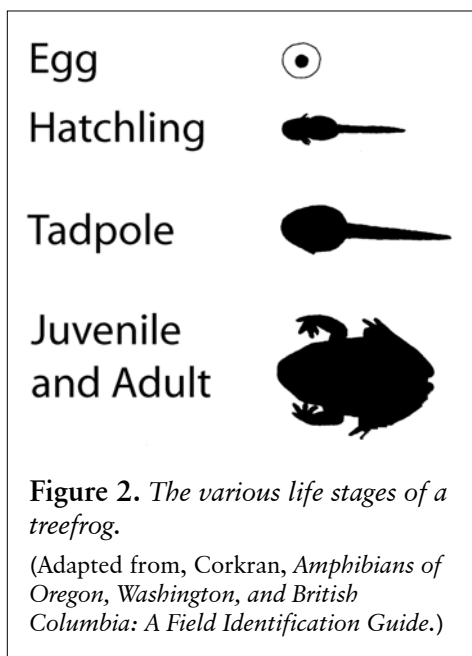 Egg
Hatchling
Tadpole
Juvenile
and Adult
Figure 2. The various life stages of a
treefrog.
(Adapted from, Corkran, Amphibians of
Oregon, Washington, and British
Columbia: A Field Identification Guide.)